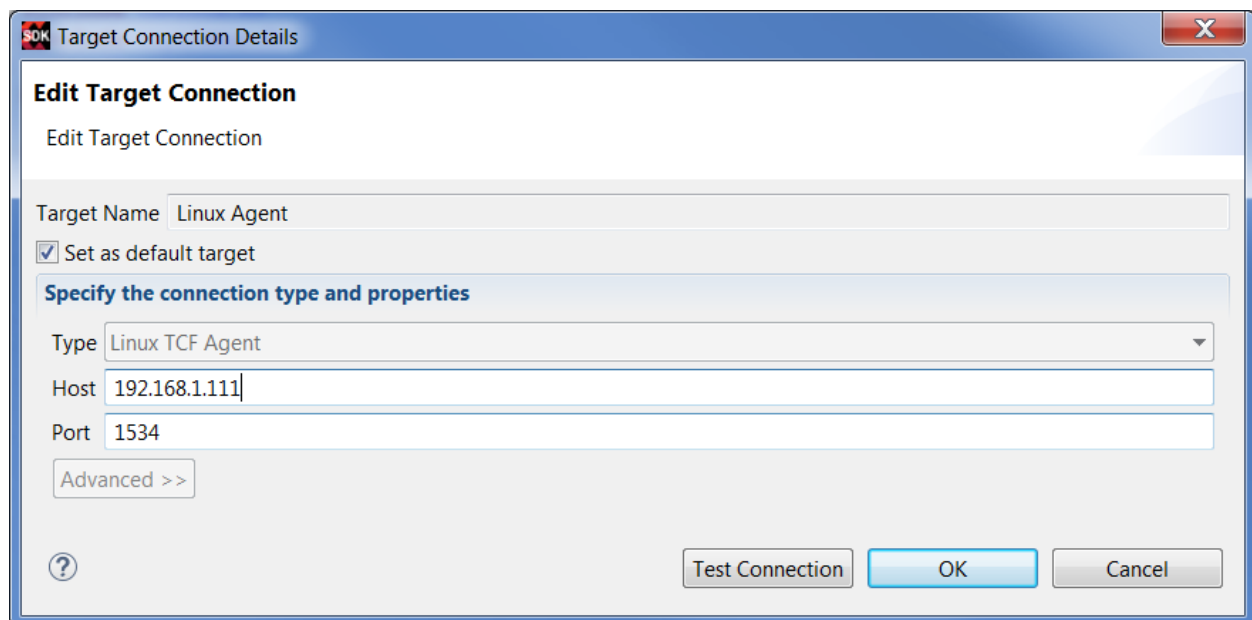 SDK Target Connection Details
X
Edit Target Connection
Edit Target Connection
Target Name Linux Agent
Set as default target
Specify the connection type and properties
Type Linux TCF Agent
Host 192.168.1.111
Port 1534
Advanced >>
? Test Connection OK Cancel